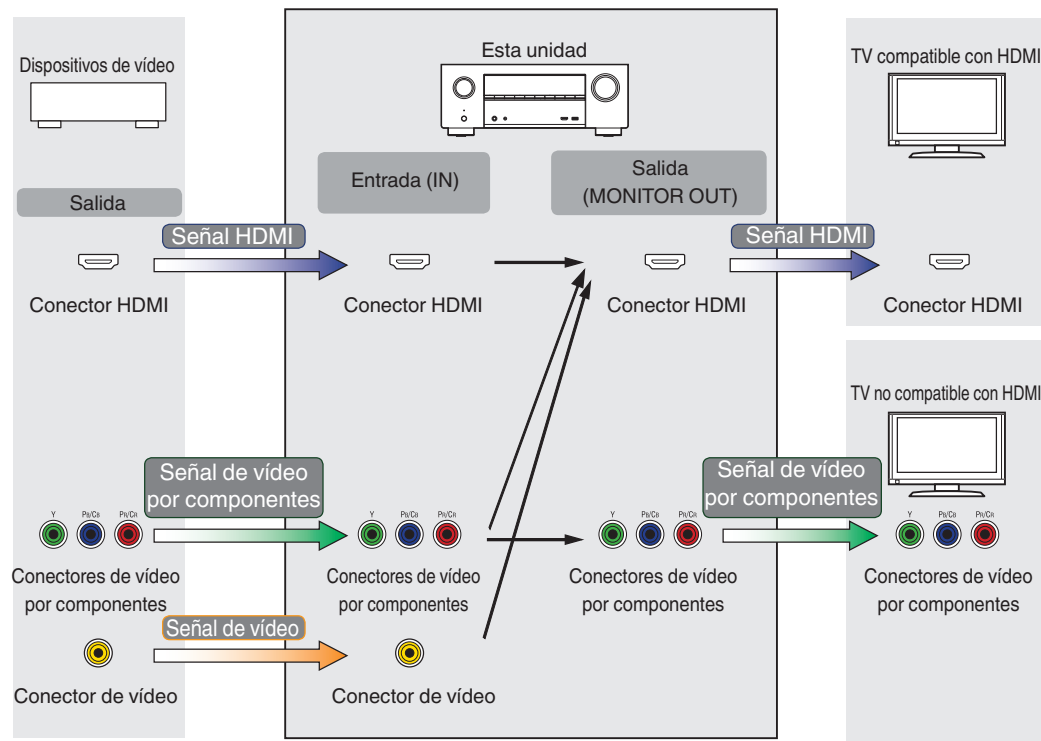 Dispositivos de vídeo
Esta unidad
TV compatible con HDMI
Salida
Entrada (IN)
Salida
(MONITOR OUT)
Señal HDMI
Señal HDMI
Conector HDMI
Conector HDMI
Conector HDMI
Conector HDMI
TV no compatible con HDMI
Señal de vídeo
por componentes
Señal de vídeo
por componentes
Y PB/CB PR/CR
Y PB/CB PR/CR
Y PB/CB PR/CR
Y PB/CB PR/CR
Conectores de vídeo
por componentes
Conectores de vídeo
por componentes
Conectores de vídeo
por componentes
Conectores de vídeo
por componentes
Señal de vídeo
Conector de vídeo
Conector de vídeo